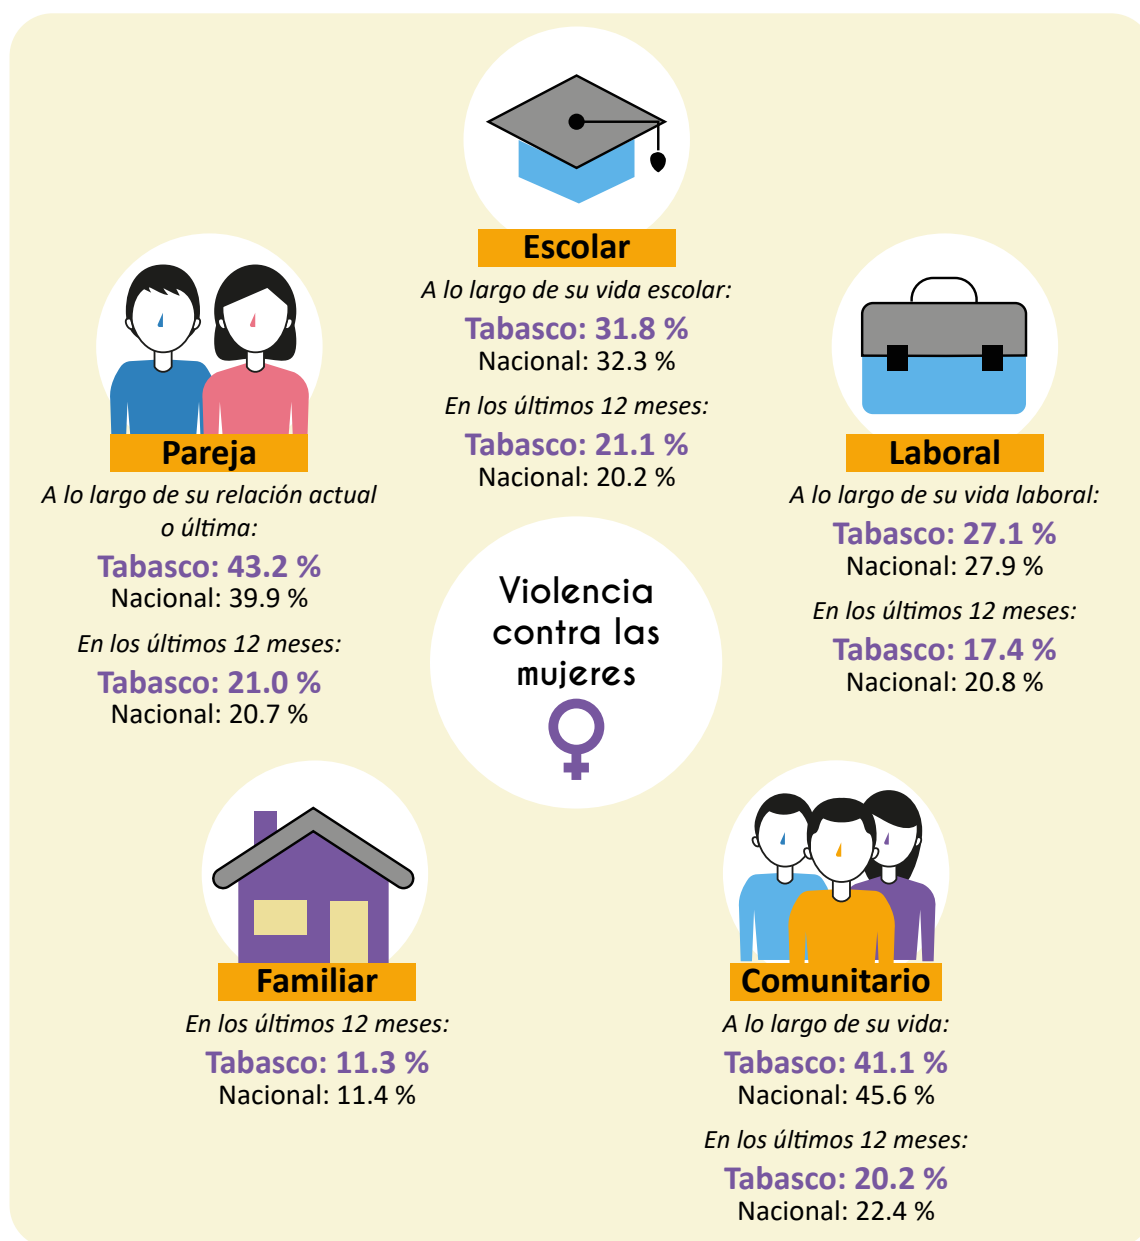 Escolar
A lo largo de su vida escolar:
Tabasco: 31.8 %
Nacional: 32.3 %
En los últimos 12 meses:
Tabasco: 21.1 %
Nacional: 20.2 %
Pareja
A lo largo de su relación actual
o última:
Tabasco: 43.2 %
Nacional: 39.9 %
En los últimos 12 meses:
Tabasco: 21.0 %
Nacional: 20.7 %
Laboral
A lo largo de su vida laboral:
Tabasco: 27.1 %
Nacional: 27.9 %
En los últimos 12 meses:
Tabasco: 17.4 %
Nacional: 20.8 %
Violencia
contra las
mujeres
Familiar
En los últimos 12 meses:
Tabasco: 11.3 %
Nacional: 11.4 %
Comunitario
A lo largo de su vida:
Tabasco: 41.1 %
Nacional: 45.6 %
En los últimos 12 meses:
Tabasco: 20.2 %
Nacional: 22.4 %